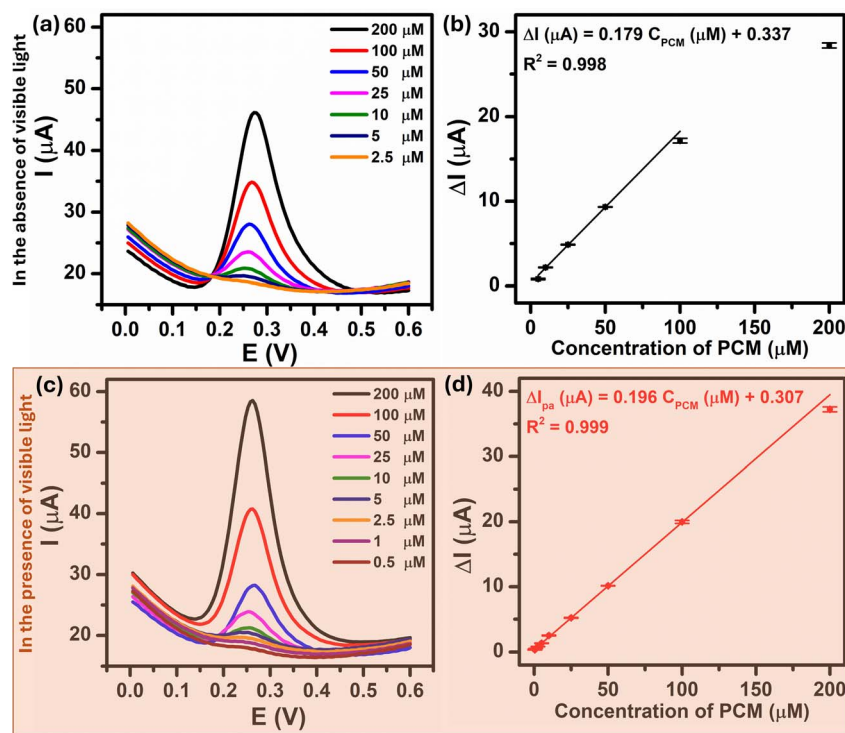 In the absence of visible light
(a)
200 μM
100 μM
50 μM
25 μM
10 μM
5 μM
2.5 μM
I (μA)
60
50
40
30
20
0.0 0.1 0.2 0.3 0.4 0.5 0.6
E (V)
(b)
ΔI (μA) = 0.179 C_PCM (μM) + 0.337
R² = 0.998
ΔI (μA)
30
20
10
0
0 50 100 150 200
Concentration of PCM (μM)
In the presence of visible light
(c)
200 μM
100 μM
50 μM
25 μM
10 μM
5 μM
2.5 μM
1 μM
0.5 μM
I (μA)
60
50
40
30
20
0.0 0.1 0.2 0.3 0.4 0.5 0.6
E (V)
(d)
ΔI_pa (μA) = 0.196 C_PCM (μM) + 0.307
R² = 0.999
ΔI (μA)
40
30
20
10
0
0 50 100 150 200
Concentration of PCM (μM)